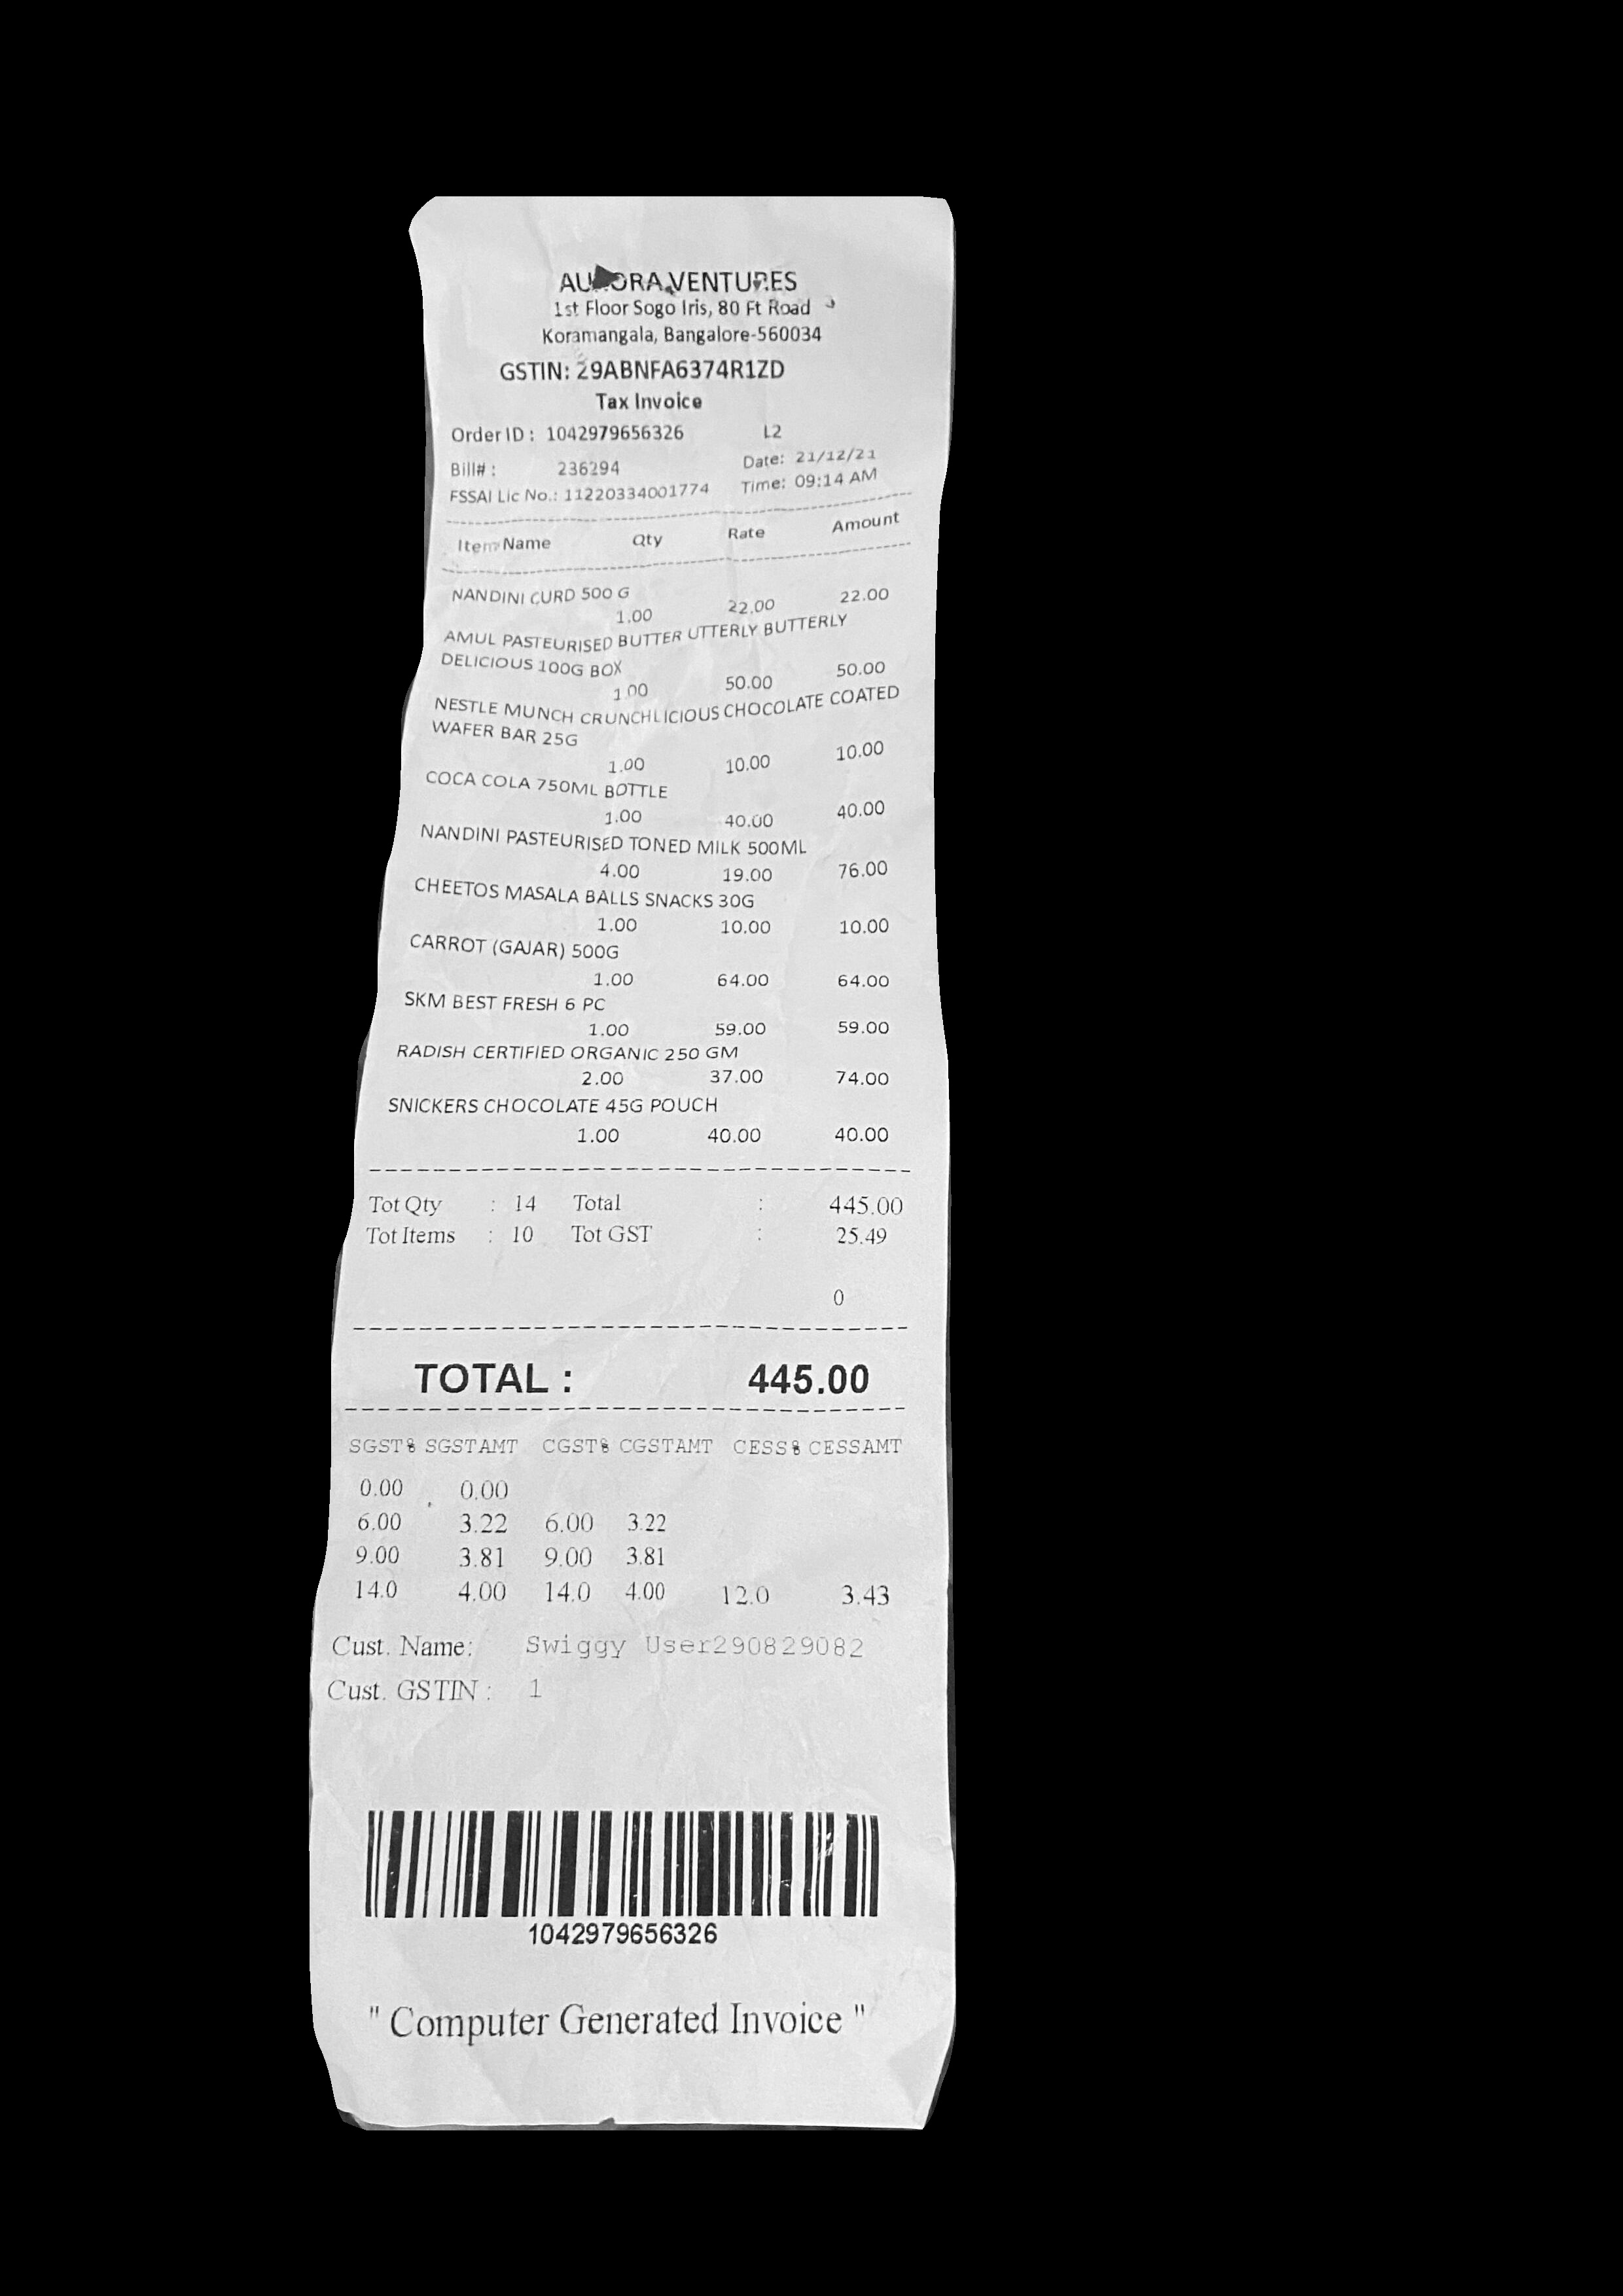 AURORA VENTURES
1st Floor Sogo Iris, 80 Ft Road
Koramangala, Bangalore-560034
GSTIN: 29ABNFA6374R1ZD
Tax Invoice
Order ID : 1042979656326 L2
Bill# : 236294 Date: 21/12/21
FSSAI Lic No.: 11220334001774 Time: 09:14 AM
Item Name Qty Rate Amount
NANDINI CURD 500 G
1.00 22.00 22.00
AMUL PASTEURISED BUTTER UTTERLY BUTTERLY
DELICIOUS 100G BOX
1.00 50.00 50.00
NESTLE MUNCH CRUNCHLICIOUS CHOCOLATE COATED
WAFER BAR 25G
1.00 10.00 10.00
COCA COLA 750ML BOTTLE
1.00 40.00 40.00
NANDINI PASTEURISED TONED MILK 500ML
4.00 19.00 76.00
CHEETOS MASALA BALLS SNACKS 30G
1.00 10.00 10.00
CARROT (GAJAR) 500G
1.00 64.00 64.00
SKM BEST FRESH 6 PC
1.00 59.00 59.00
RADISH CERTIFIED ORGANIC 250 GM
2.00 37.00 74.00
SNICKERS CHOCOLATE 45G POUCH
1.00 40.00 40.00
Tot Qty : 14 Total : 445.00
Tot Items : 10 Tot GST : 25.49
0
TOTAL : 445.00
SGST% SGSTAMT CGST% CGSTAMT CESS% CESSAMT
0.00 0.00
6.00 3.22 6.00 3.22
9.00 3.81 9.00 3.81
14.0 4.00 14.0 4.00 12.0 3.43
Cust. Name: Swiggy User290829082
Cust. GSTIN : 1
1042979656326
" Computer Generated Invoice "